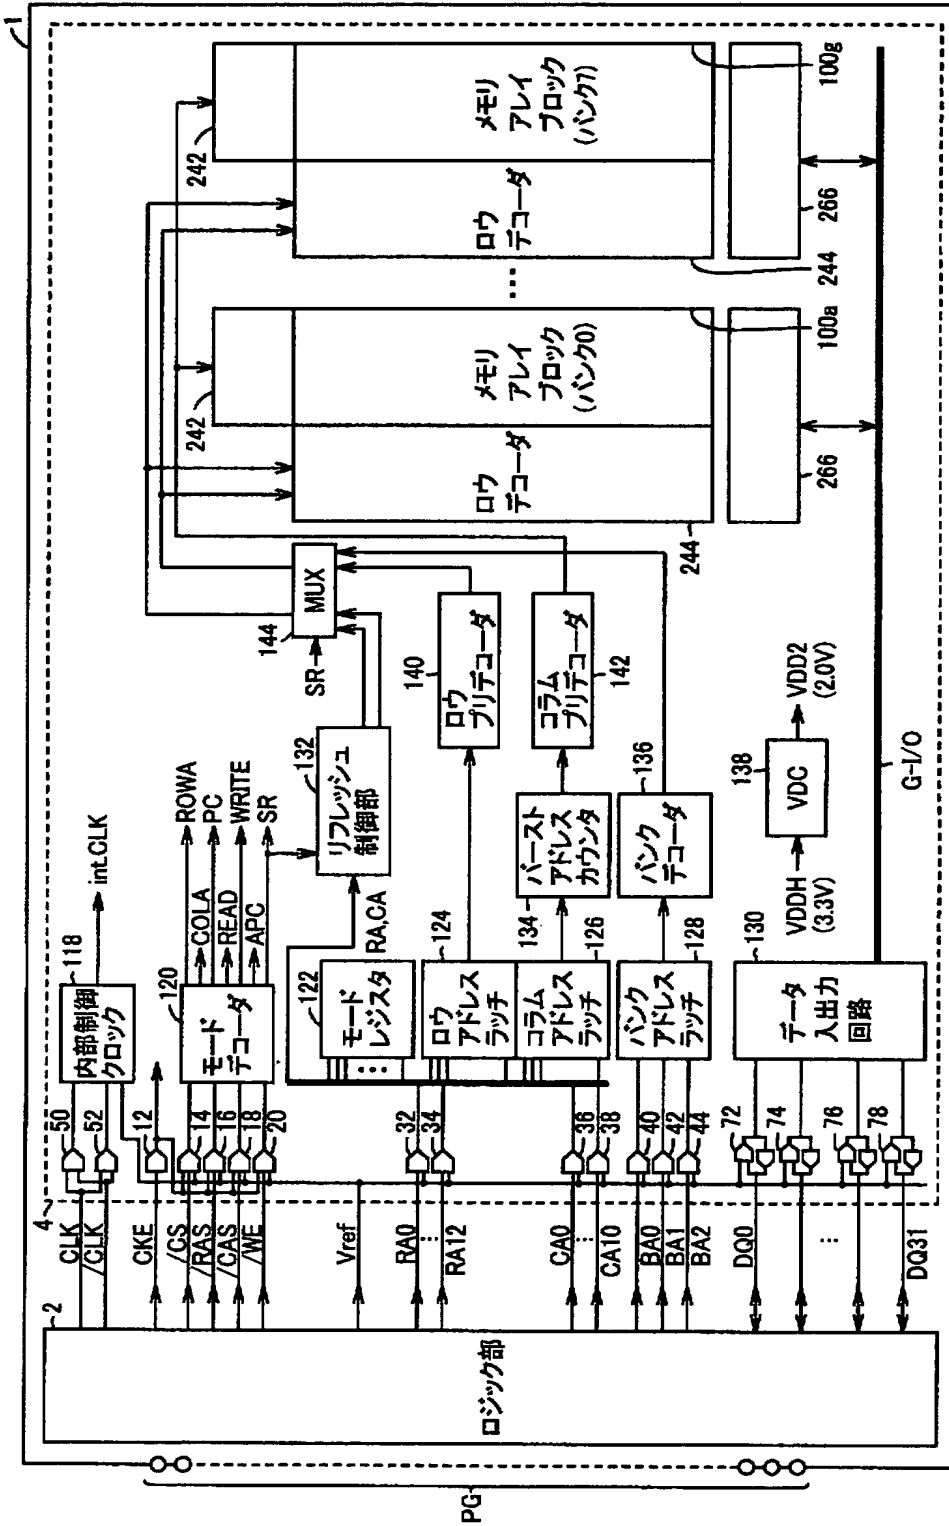 1
PG
ロジック部
2
4
CLK
/CLK
CKE
/CS
/RAS
/CAS
/WE
Vref
RA0
...
RA12
CA0
...
CA10
BA0
BA1
BA2
DQ0
...
DQ31
50
52
12
14
16
18
20
32
34
36
38
40
42
44
72
74
76
78
内部制御
クロック
118
int.CLK
モード
デコーダ
120
ROWA
COLA
PC
READ
WRITE
APC
SR
モード
レジスタ
122
RA,CA
リフレッシュ
制御部
132
ロウ
アドレス
ラッチ
124
コラム
アドレス
ラッチ
126
バンク
アドレス
ラッチ
128
データ
入出力
回路
130
バースト
アドレス
カウンタ
134
バンク
デコーダ
136
VDDH
(3.3V)
VDC
138
VDD2
(2.0V)
ロウ
プリデコーダ
140
コラム
プリデコーダ
142
SR
MUX
144
G-I/O
242
ロウ
デコーダ
メモリ
アレイ
ブロック
(バンク0)
244
100a
266
...
242
ロウ
デコーダ
メモリ
アレイ
ブロック
(バンク7)
244
100g
266